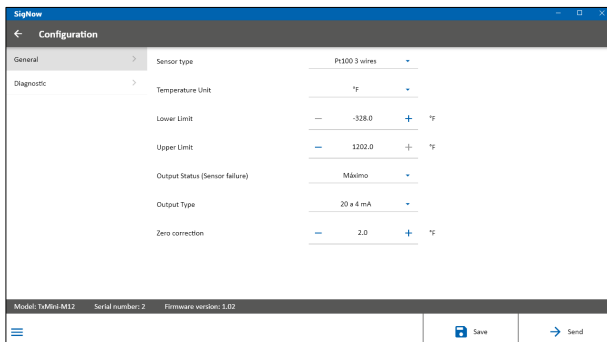 SigNow
Configuration
General
Diagnostic
Sensor type Pt100 3 wires
Temperature Unit °F
Lower Limit − -328.0 + °F
Upper Limit − 1202.0 + °F
Output Status (Sensor failure) Máximo
Output Type 20 a 4 mA
Zero correction − 2.0 + °F
Model: TxMini-M12 Serial number: 2 Firmware version: 1.02
Save Send